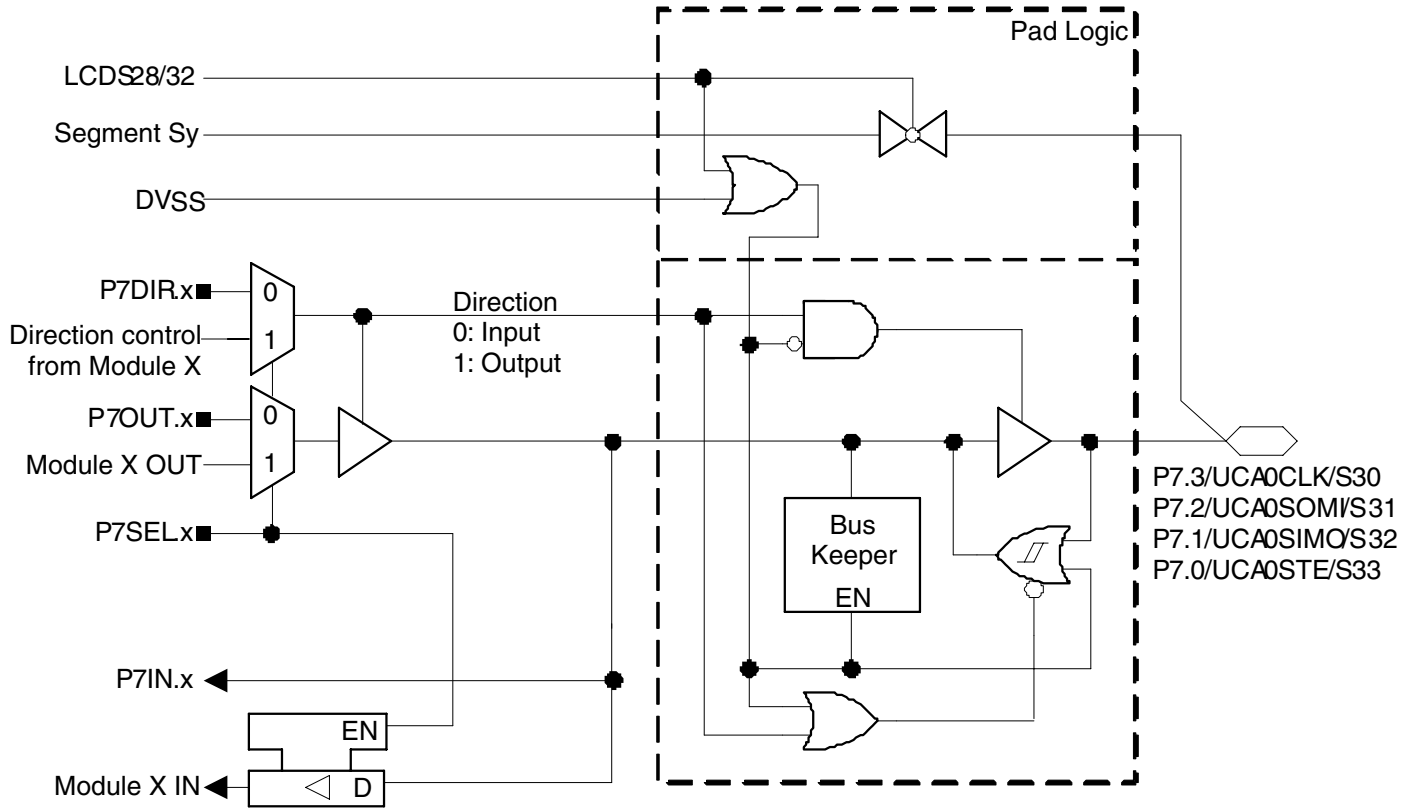 Pad Logic
LCDS28/32
Segment Sy
DVSS
P7DIR.x
0
Direction control
from Module X
1
Direction
0: Input
1: Output
P7OUT.x
0
Module X OUT
1
P7SEL.x
Bus
Keeper
EN
P7.3/UCA0CLK/S30
P7.2/UCA0SOMI/S31
P7.1/UCA0SIMO/S32
P7.0/UCA0STE/S33
P7IN.x
EN
Module X IN
D